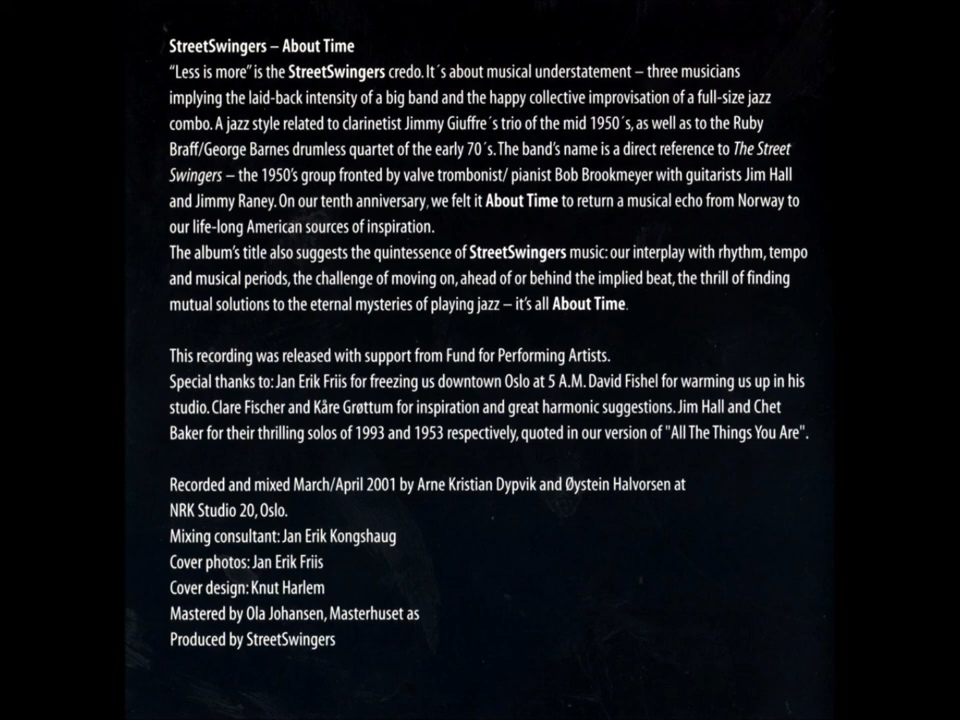 StreetSwingers – About Time
“Less is more” is the StreetSwingers credo. It´s about musical understatement – three musicians
implying the laid-back intensity of a big band and the happy collective improvisation of a full-size jazz
combo. A jazz style related to clarinetist Jimmy Giuffre´s trio of the mid 1950´s, as well as to the Ruby
Braff/George Barnes drumless quartet of the early 70´s. The band’s name is a direct reference to The Street
Swingers – the 1950’s group fronted by valve trombonist/ pianist Bob Brookmeyer with guitarists Jim Hall
and Jimmy Raney. On our tenth anniversary, we felt it About Time to return a musical echo from Norway to
our life-long American sources of inspiration.
The album’s title also suggests the quintessence of StreetSwingers music: our interplay with rhythm, tempo
and musical periods, the challenge of moving on, ahead of or behind the implied beat, the thrill of finding
mutual solutions to the eternal mysteries of playing jazz – it’s all About Time.
This recording was released with support from Fund for Performing Artists.
Special thanks to: Jan Erik Friis for freezing us downtown Oslo at 5 A.M. David Fishel for warming us up in his
studio. Clare Fischer and Kåre Grøttum for inspiration and great harmonic suggestions. Jim Hall and Chet
Baker for their thrilling solos of 1993 and 1953 respectively, quoted in our version of "All The Things You Are".
Recorded and mixed March/April 2001 by Arne Kristian Dypvik and Øystein Halvorsen at
NRK Studio 20, Oslo.
Mixing consultant: Jan Erik Kongshaug
Cover photos: Jan Erik Friis
Cover design: Knut Harlem
Mastered by Ola Johansen, Masterhuset as
Produced by StreetSwingers